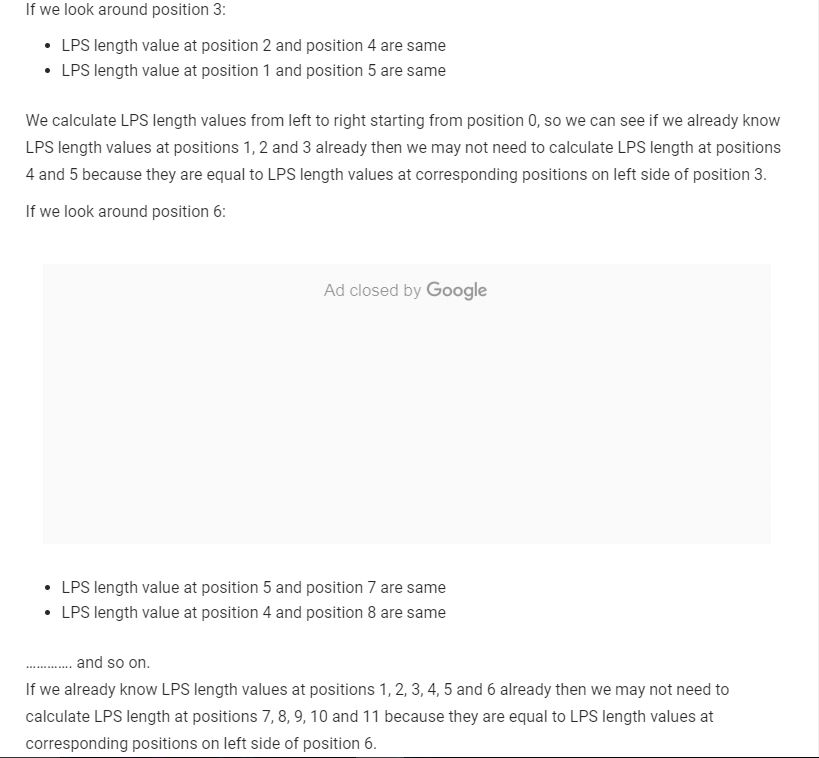 If we look around position 3:
• LPS length value at position 2 and position 4 are same
• LPS length value at position 1 and position 5 are same
We calculate LPS length values from left to right starting from position 0, so we can see if we already know
LPS length values at positions 1, 2 and 3 already then we may not need to calculate LPS length at positions
4 and 5 because they are equal to LPS length values at corresponding positions on left side of position 3.
If we look around position 6:
Ad closed by Google
• LPS length value at position 5 and position 7 are same
• LPS length value at position 4 and position 8 are same
………….. and so on.
If we already know LPS length values at positions 1, 2, 3, 4, 5 and 6 already then we may not need to
calculate LPS length at positions 7, 8, 9, 10 and 11 because they are equal to LPS length values at
corresponding positions on left side of position 6.